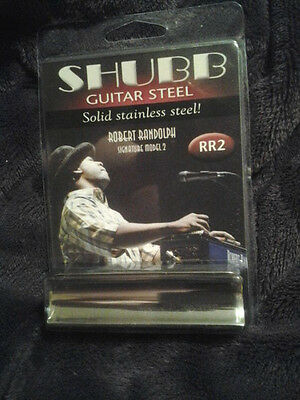 SHUBB
GUITAR STEEL
Solid stainless steel!
ROBERT RANDOLPH
SIGNATURE MODEL 2
RR2